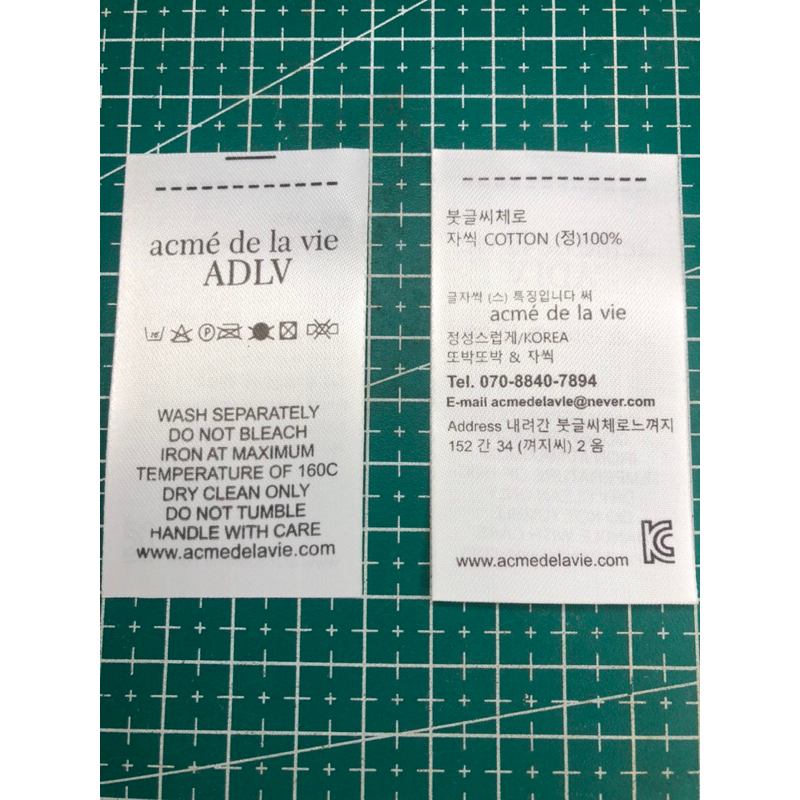 acmé de la vie
ADLV
WASH SEPARATELY
DO NOT BLEACH
IRON AT MAXIMUM
TEMPERATURE OF 160C
DRY CLEAN ONLY
DO NOT TUMBLE
HANDLE WITH CARE
www.acmedelavie.com
붓글씨체로
자씩 COTTON (정)100%
글자싹 (스) 특징입니다 써
acmé de la vie
정성스럽게/KOREA
또박또박 & 자씩
Tel. 070-8840-7894
E-mail acmedelavle@never.com
Address 내려간 붓글씨체로느껴지
152 간 34 (껴지씨) 2 움
www.acmedelavie.com